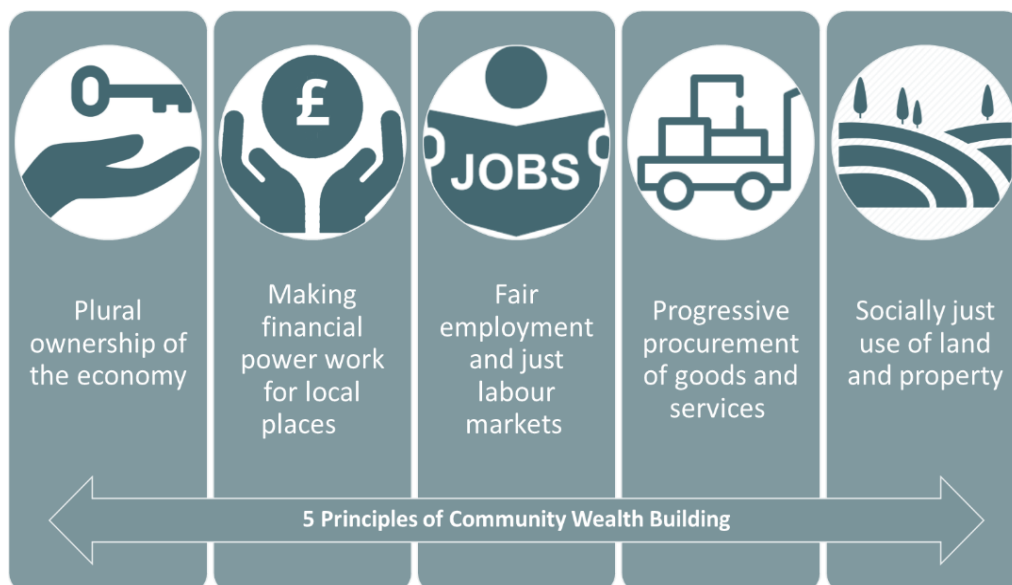 £
JOBS
Plural
ownership of
the economy
Making
financial
power work
for local
places
Fair
employment
and just
labour
markets
Progressive
procurement
of goods and
services
Socially just
use of land
and property
5 Principles of Community Wealth Building